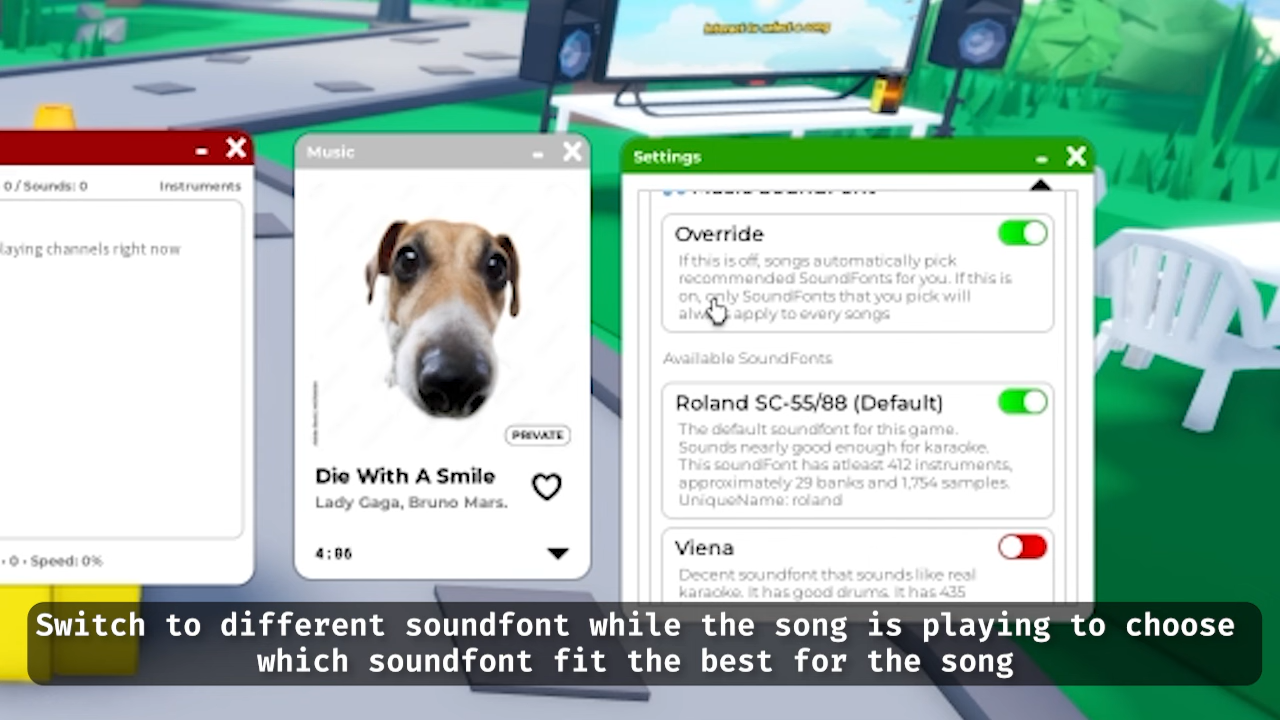 Interact to select a song
0 / Sounds: 0 Instruments
laying channels right now
· 0 · Speed: 0%
Music
PRIVATE
Die With A Smile
Lady Gaga, Bruno Mars.
4:06
Settings
Music SoundFont
Override
If this is off, songs automatically pick
recommended SoundFonts for you. If this is
on, only SoundFonts that you pick will
always apply to every songs
Available SoundFonts
Roland SC-55/88 (Default)
The default soundfont for this game.
Sounds nearly good enough for karaoke.
This soundFont has atleast 412 instruments,
approximately 29 banks and 1,754 samples.
UniqueName: roland
Viena
Decent soundfont that sounds like real
karaoke. It has good drums. It has 435
Switch to different soundfont while the song is playing to choose
which soundfont fit the best for the song